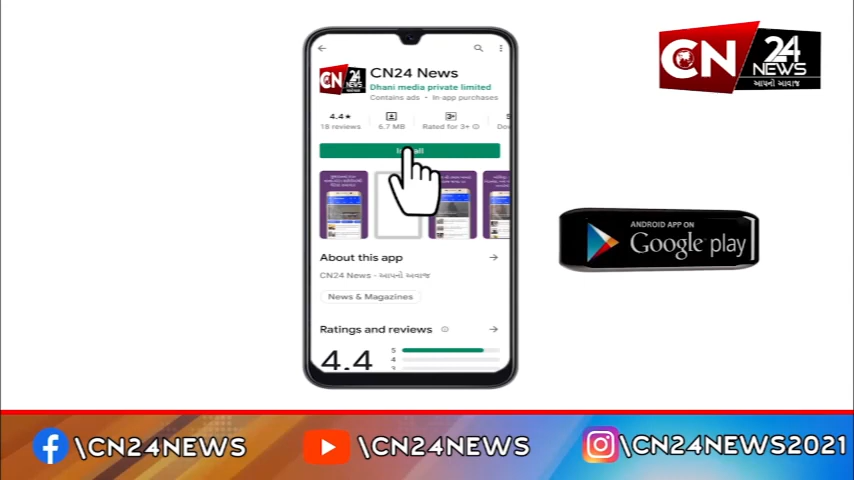 CN24 News
Dhani media private limited
Contains ads • In-app purchases
4.4★
18 reviews
6.7 MB
3+
Rated for 3+
About this app
CN24 News - આપનો અવાજ
News & Magazines
Ratings and reviews
4.4
5
4
3
CN 24 NEWS
આપનો અવાજ
ANDROID APP ON
Google play
\CN24NEWS
\CN24NEWS
\CN24NEWS2021